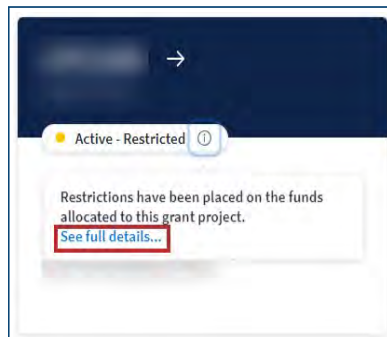 Active - Restricted
Restrictions have been placed on the funds
allocated to this grant project.
See full details...